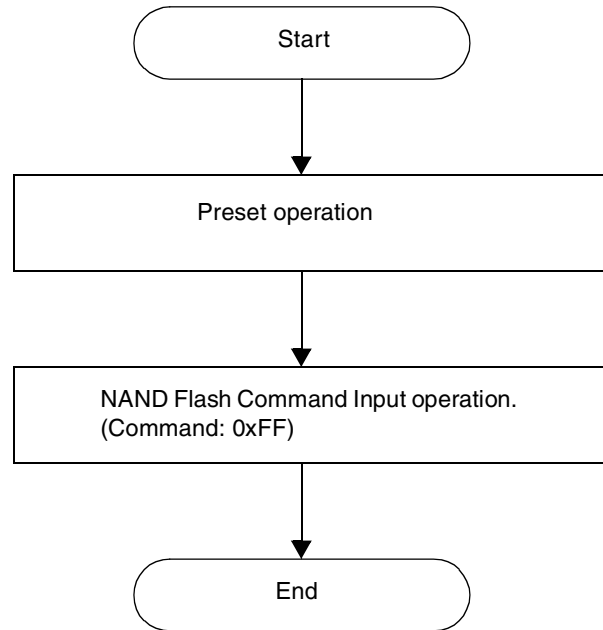 Start
Preset operation
NAND Flash Command Input operation.
(Command: 0xFF)
End